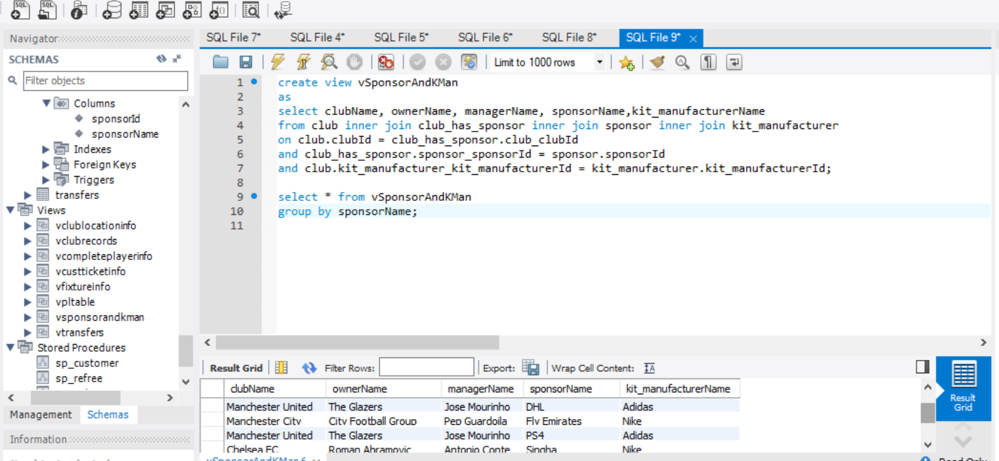 SQL SQL
Navigator
SCHEMAS
Filter objects
Columns
sponsorId
sponsorName
Indexes
Foreign Keys
Triggers
transfers
Views
vclublocationinfo
vclubrecords
vcompleteplayerinfo
vcustticketinfo
vfixtureinfo
vpltable
vsponsorandkman
vtransfers
Stored Procedures
sp_customer
sp_refree
Management Schemas
Information
SQL File 7* SQL File 4* SQL File 5* SQL File 6* SQL File 8* SQL File 9*
Limit to 1000 rows
1 create view vSponsorAndKMan
2 as
3 select clubName, ownerName, managerName, sponsorName,kit_manufacturerName
4 from club inner join club_has_sponsor inner join sponsor inner join kit_manufacturer
5 on club.clubId = club_has_sponsor.club_clubId
6 and club_has_sponsor.sponsor_sponsorId = sponsor.sponsorId
7 and club.kit_manufacturer_kit_manufacturerId = kit_manufacturer.kit_manufacturerId;
8
9 select * from vSponsorAndKMan
10 group by sponsorName;
11
Result Grid Filter Rows: Export: Wrap Cell Content: IA
clubName ownerName managerName sponsorName kit_manufacturerName
Manchester United The Glazers Jose Mourinho DHL Adidas
Manchester City City Football Group Pep Guardoila Fly Emirates Nike
Manchester United The Glazers Jose Mourinho PS4 Adidas
Chelsea FC Roman Abramovic Antonio Conte Singha Nike
Result
Grid
vSponsorAndKMan 6
Read Only